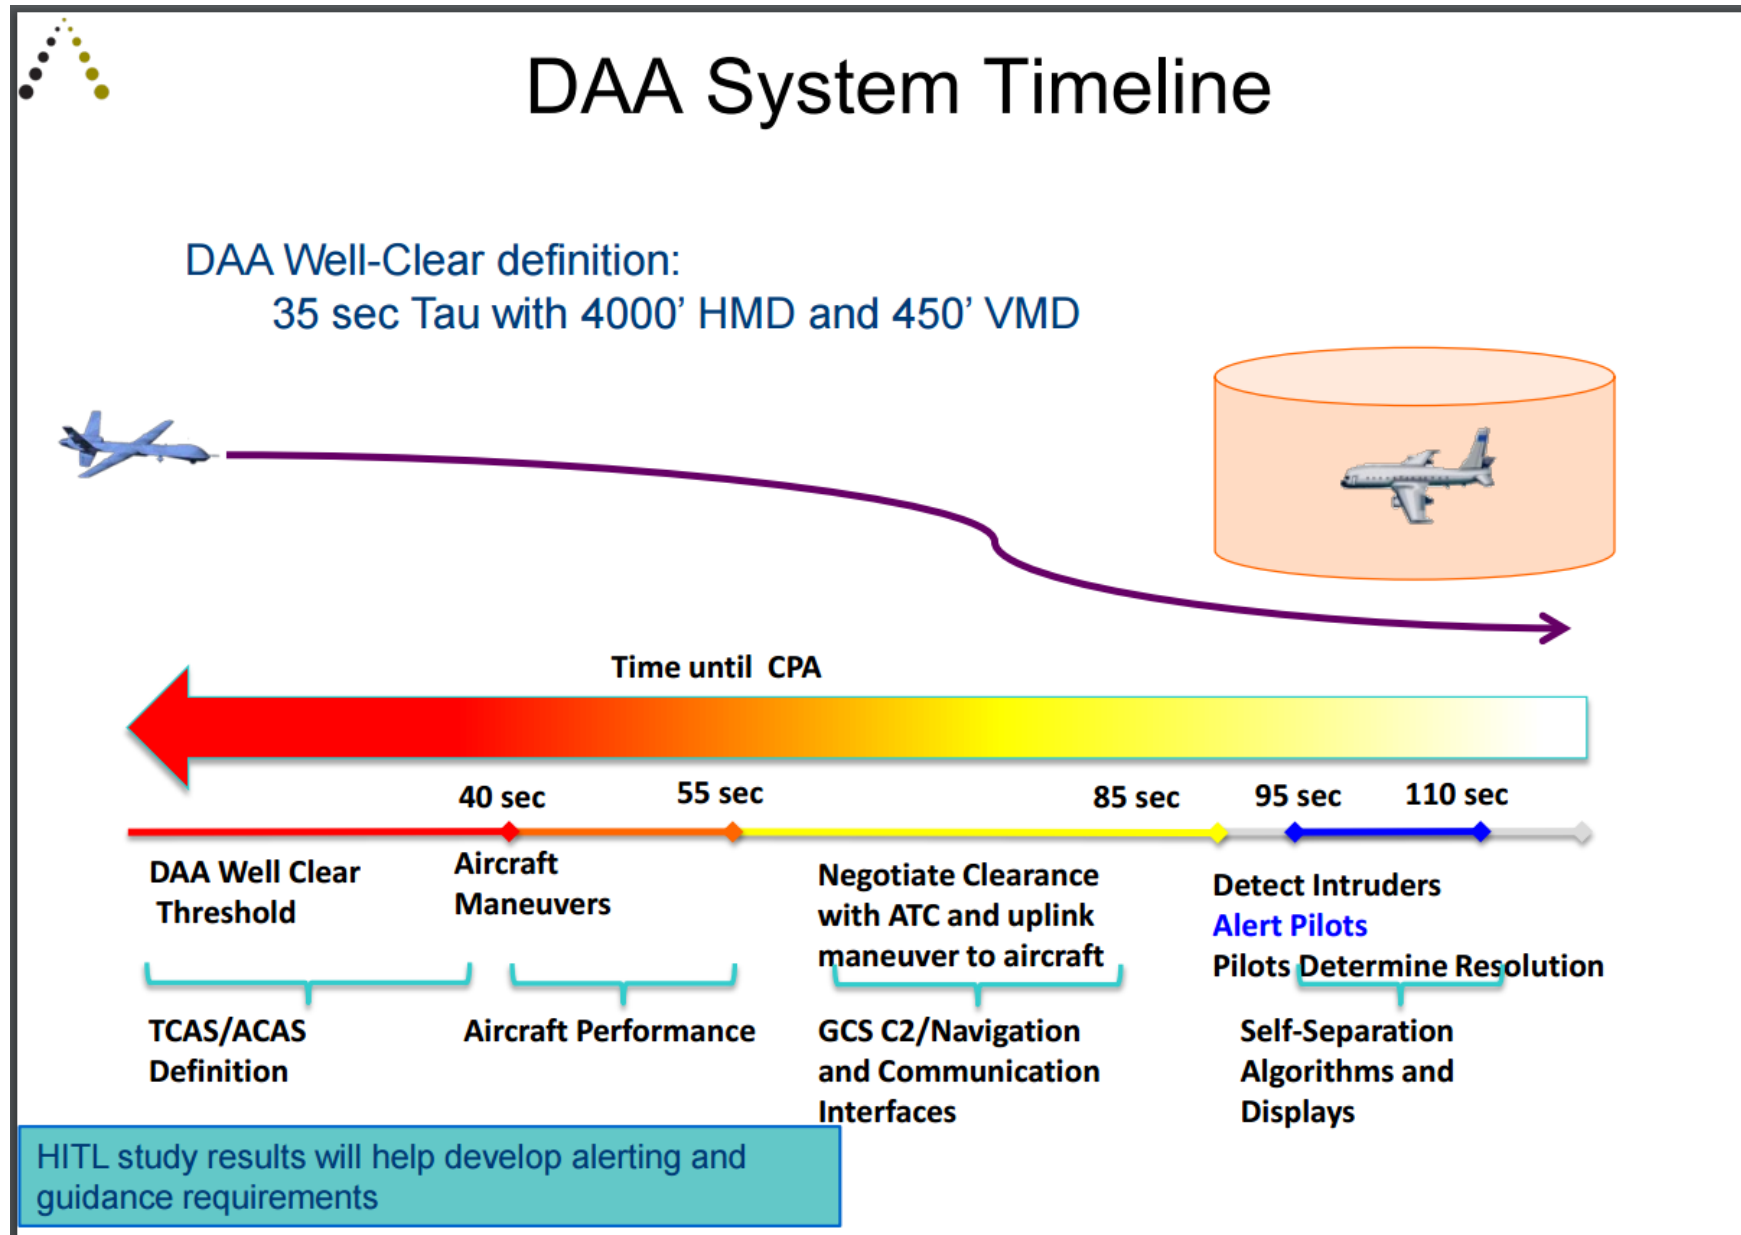 DAA System Timeline
DAA Well-Clear definition:
35 sec Tau with 4000’ HMD and 450’ VMD
Time until CPA
40 sec
55 sec
85 sec
95 sec
110 sec
DAA Well Clear
Threshold
Aircraft
Maneuvers
Negotiate Clearance
with ATC and uplink
maneuver to aircraft
Detect Intruders
Alert Pilots
Pilots Determine Resolution
TCAS/ACAS
Definition
Aircraft Performance
GCS C2/Navigation
and Communication
Interfaces
Self-Separation
Algorithms and
Displays
HITL study results will help develop alerting and
guidance requirements